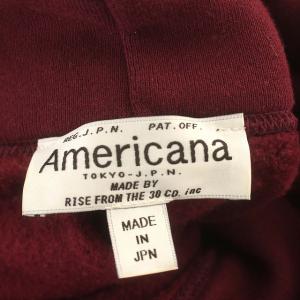 REG.J.P.N. PAT.OFF.
Americana
TOKYO-J.P.N.
MADE BY
RISE FROM THE 30 CO. inc
MADE
IN
JPN